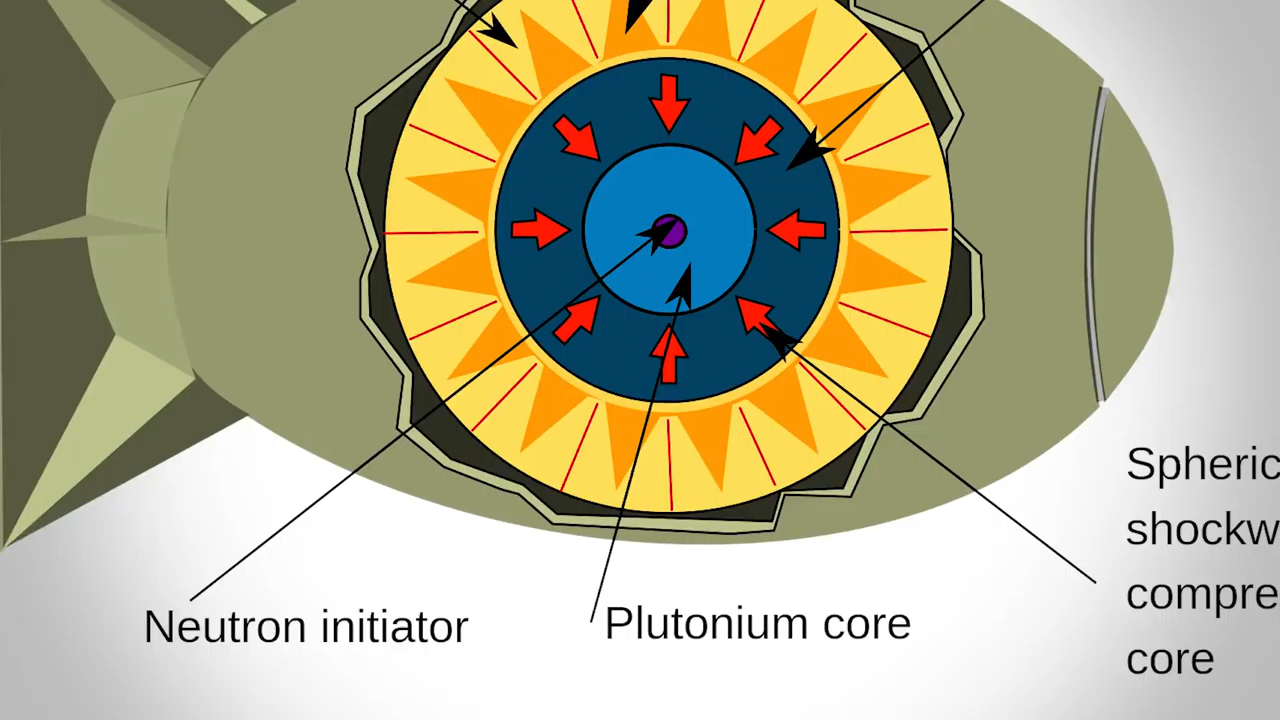 Neutron initiator
Plutonium core
Spheric
shockw
compre
core